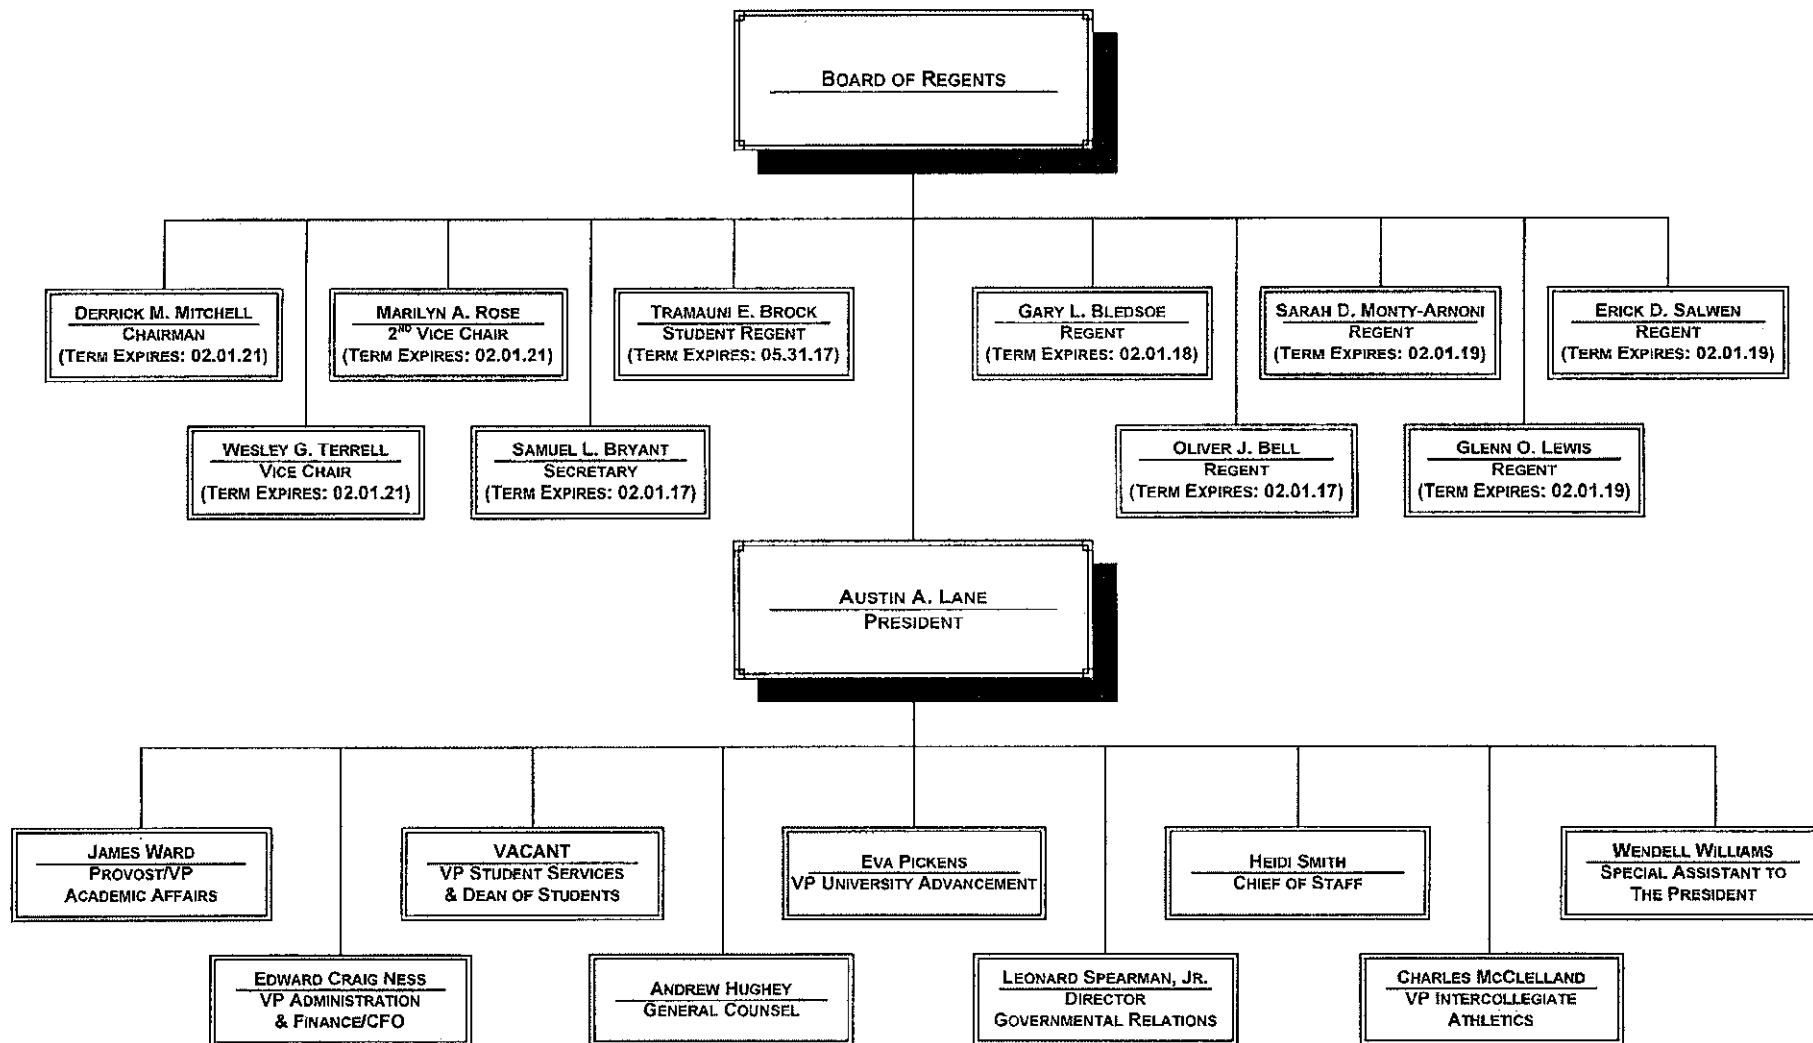 BOARD OF REGENTS
DERRICK M. MITCHELL
CHAIRMAN
(TERM EXPIRES: 02.01.21)
MARILYN A. ROSE
2ND VICE CHAIR
(TERM EXPIRES: 02.01.21)
TRAMAUNI E. BROCK
STUDENT REGENT
(TERM EXPIRES: 05.31.17)
GARY L. BLEDSOE
REGENT
(TERM EXPIRES: 02.01.18)
SARAH D. MONTY-ARNONI
REGENT
(TERM EXPIRES: 02.01.19)
ERICK D. SALWEN
REGENT
(TERM EXPIRES: 02.01.19)
WESLEY G. TERRELL
VICE CHAIR
(TERM EXPIRES: 02.01.21)
SAMUEL L. BRYANT
SECRETARY
(TERM EXPIRES: 02.01.17)
OLIVER J. BELL
REGENT
(TERM EXPIRES: 02.01.17)
GLENN O. LEWIS
REGENT
(TERM EXPIRES: 02.01.19)
AUSTIN A. LANE
PRESIDENT
JAMES WARD
PROVOST/VP
ACADEMIC AFFAIRS
VACANT
VP STUDENT SERVICES
& DEAN OF STUDENTS
EVA PICKENS
VP UNIVERSITY ADVANCEMENT
HEIDI SMITH
CHIEF OF STAFF
WENDELL WILLIAMS
SPECIAL ASSISTANT TO
THE PRESIDENT
EDWARD CRAIG NESS
VP ADMINISTRATION
& FINANCE/CFO
ANDREW HUGHEY
GENERAL COUNSEL
LEONARD SPEARMAN, JR.
DIRECTOR
GOVERNMENTAL RELATIONS
CHARLES MCCLELLAND
VP INTERCOLLEGIATE
ATHLETICS